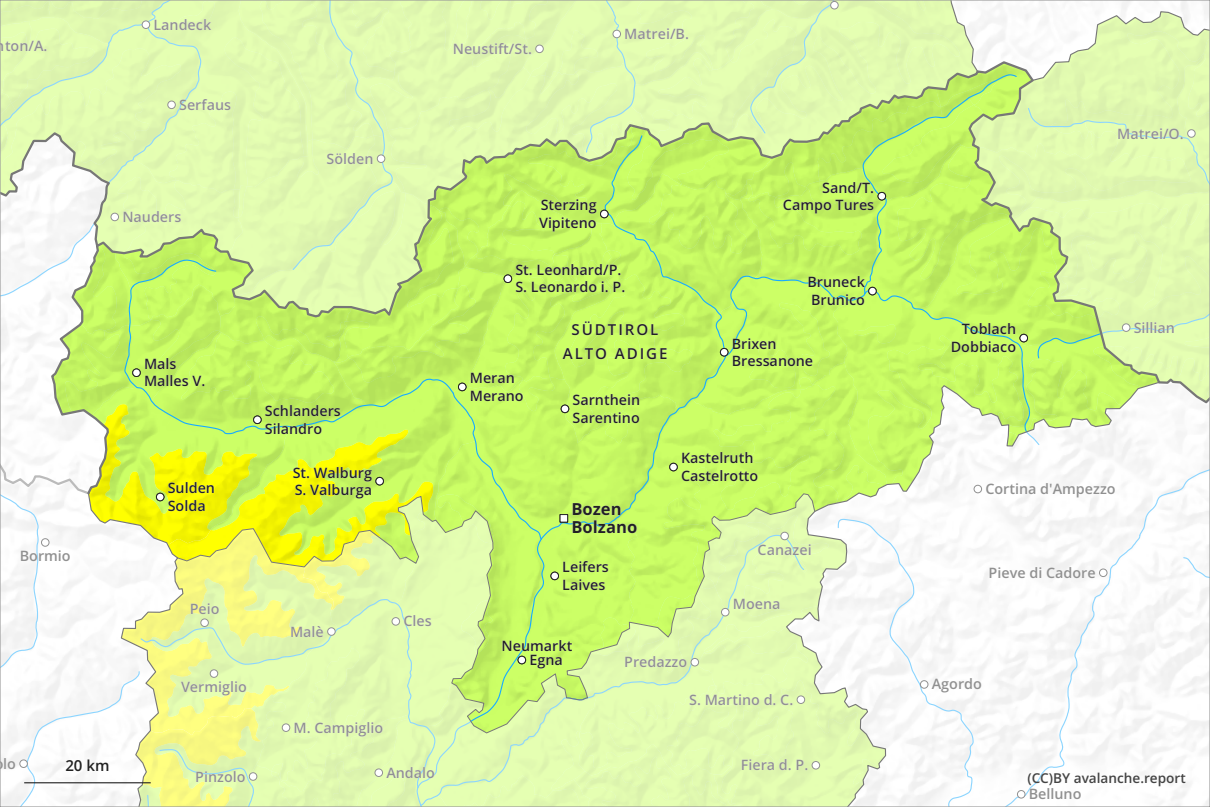 Landeck
Matrei/B.
nton/A.
Neustift/St.
Serfaus
Matrei/O.
Sölden
Sand/T.
Campo Tures
Nauders
Sterzing
Vipiteno
St. Leonhard/P.
S. Leonardo i. P.
Bruneck
Brunico
SÜDTIROL
ALTO ADIGE
Toblach
Dobbiaco
Sillian
Brixen
Bressanone
Mals
Malles V.
Meran
Merano
Sarnthein
Sarentino
Schlanders
Silandro
Kastelruth
Castelrotto
St. Walburg
S. Valburga
Sulden
Solda
Cortina d'Ampezzo
Bozen
Bolzano
Bormio
Canazei
Leifers
Laives
Pieve di Cadore
Peio
Moena
Cles
Malè
Neumarkt
Egna
Predazzo
Vermiglio
Agordo
S. Martino d. C.
M. Campiglio
20 km
lo
Pinzolo
Andalo
Fiera d. P.
(CC)BY avalanche.report
Belluno